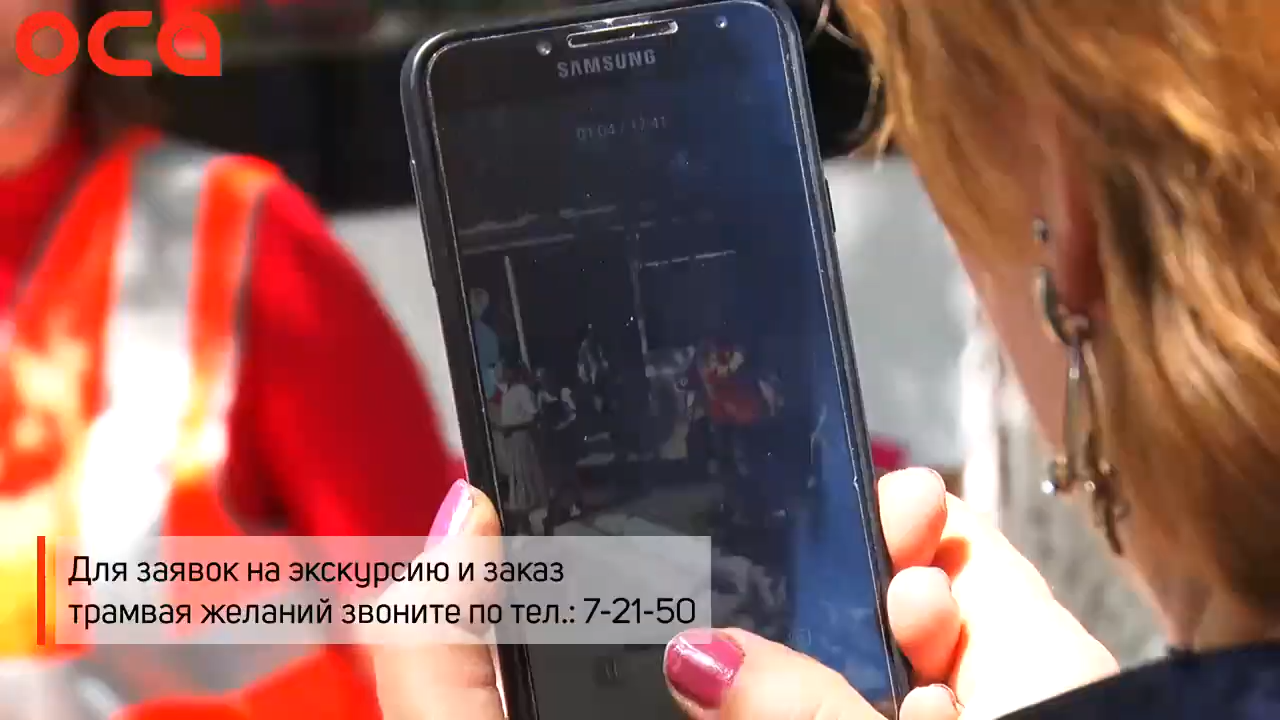 оса
SAMSUNG
01:04 / 17:41
Для заявок на экскурсию и заказ
трамвая желаний звоните по тел.: 7-21-50